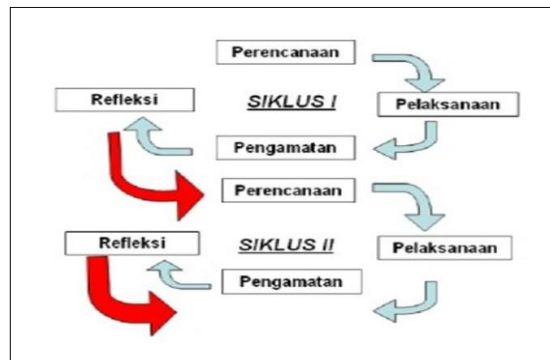 Perencanaan
Refleksi
SIKLUS I
Pelaksanaan
Pengamatan
Perencanaan
Refleksi
SIKLUS II
Pelaksanaan
Pengamatan